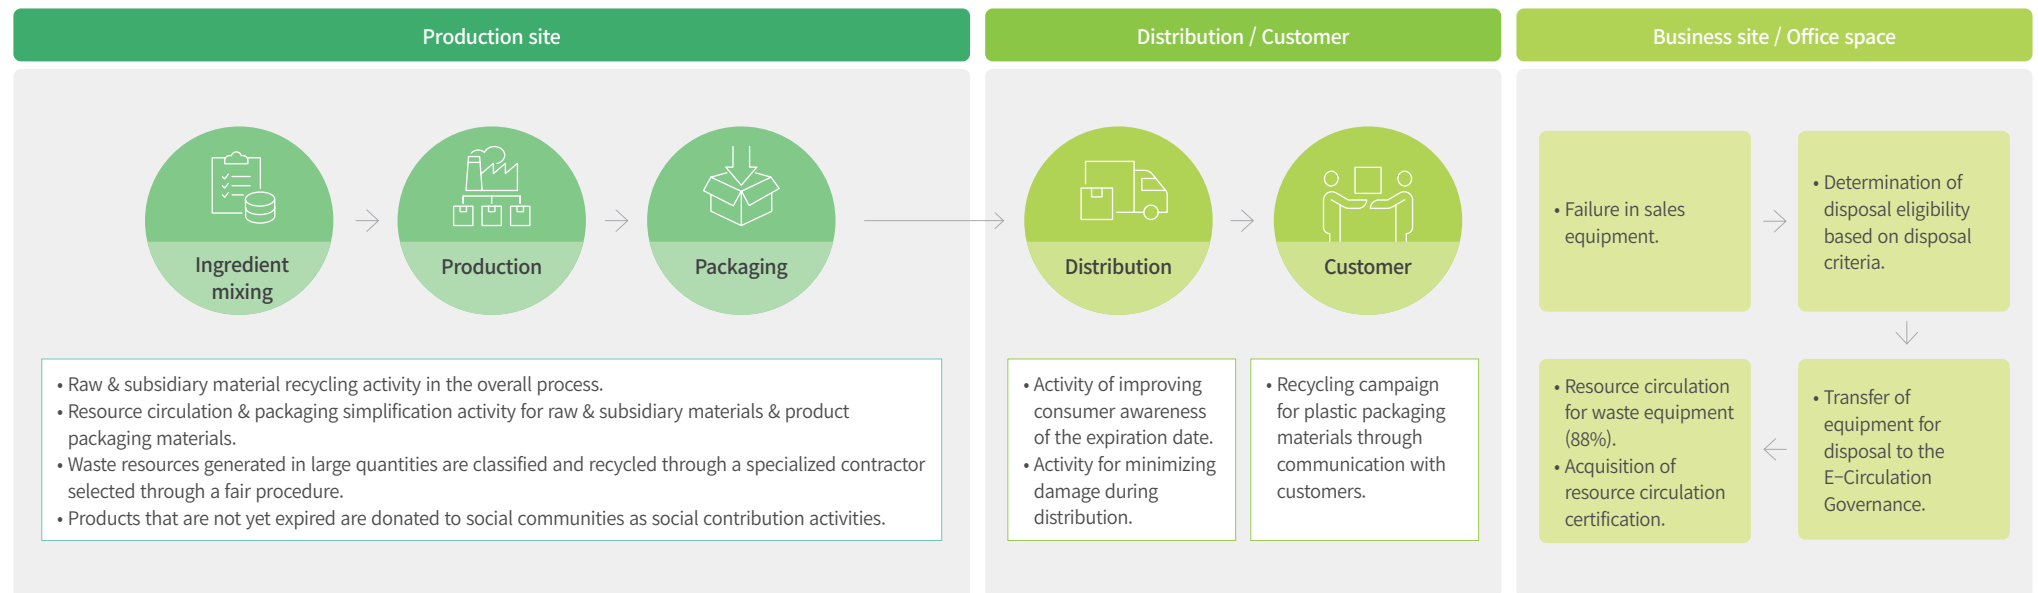 Production site
Ingredient
mixing
Production
Packaging
• Raw & subsidiary material recycling activity in the overall process.
• Resource circulation & packaging simplification activity for raw & subsidiary materials & product
packaging materials.
• Waste resources generated in large quantities are classified and recycled through a specialized contractor
selected through a fair procedure.
• Products that are not yet expired are donated to social communities as social contribution activities.
Distribution / Customer
Distribution
Customer
• Activity of improving
consumer awareness
of the expiration date.
• Activity for minimizing
damage during
distribution.
• Recycling campaign
for plastic packaging
materials through
communication with
customers.
Business site / Office space
• Failure in sales
equipment.
• Determination of
disposal eligibility
based on disposal
criteria.
• Transfer of
equipment for
disposal to the
E-Circulation
Governance.
• Resource circulation
for waste equipment
(88%).
• Acquisition of
resource circulation
certification.